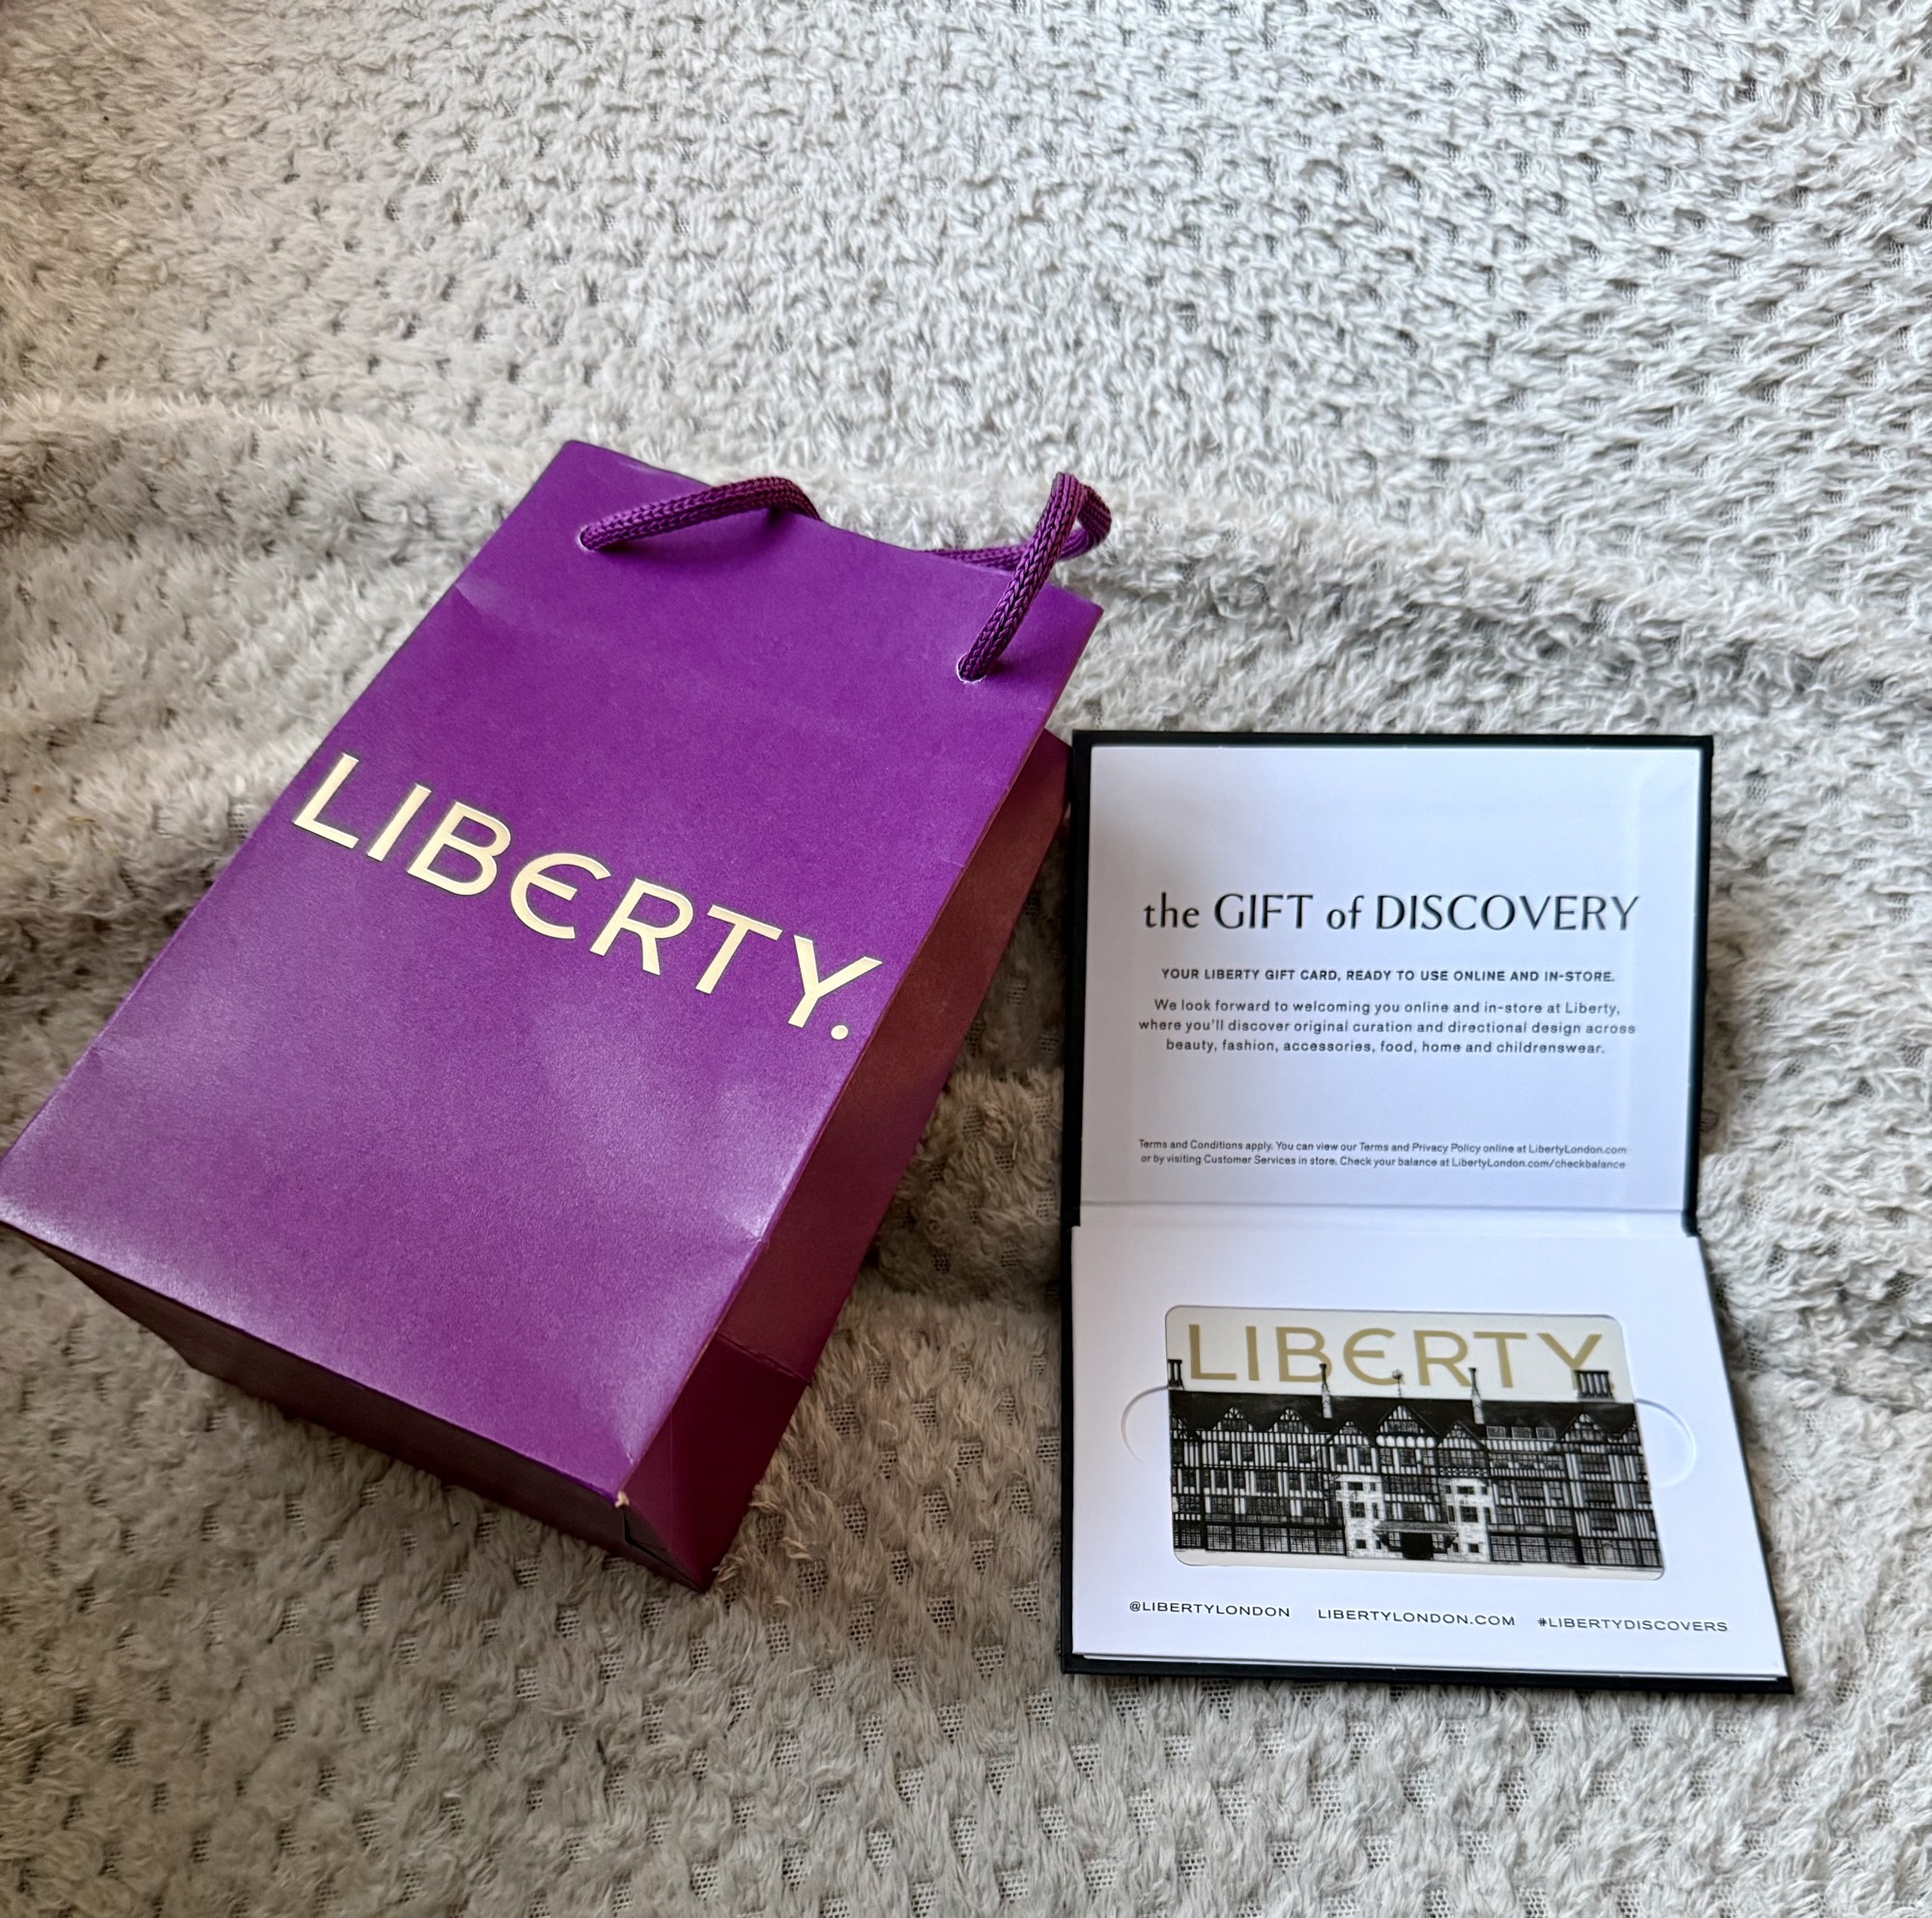 LIBERTY.
the GIFT of DISCOVERY
YOUR LIBERTY GIFT CARD, READY TO USE ONLINE AND IN-STORE.
We look forward to welcoming you online and in-store at Liberty,
where you'll discover original curation and directional design across
beauty, fashion, accessories, food, home and childrenswear.
Terms and Conditions apply. You can view our Terms and Privacy Policy online at LibertyLondon.com
or by visiting Customer Services in store. Check your balance at LibertyLondon.com/checkbalance
LIBERTY.
@LIBERTYLONDON LIBERTYLONDON.COM #LIBERTYDISCOVERS